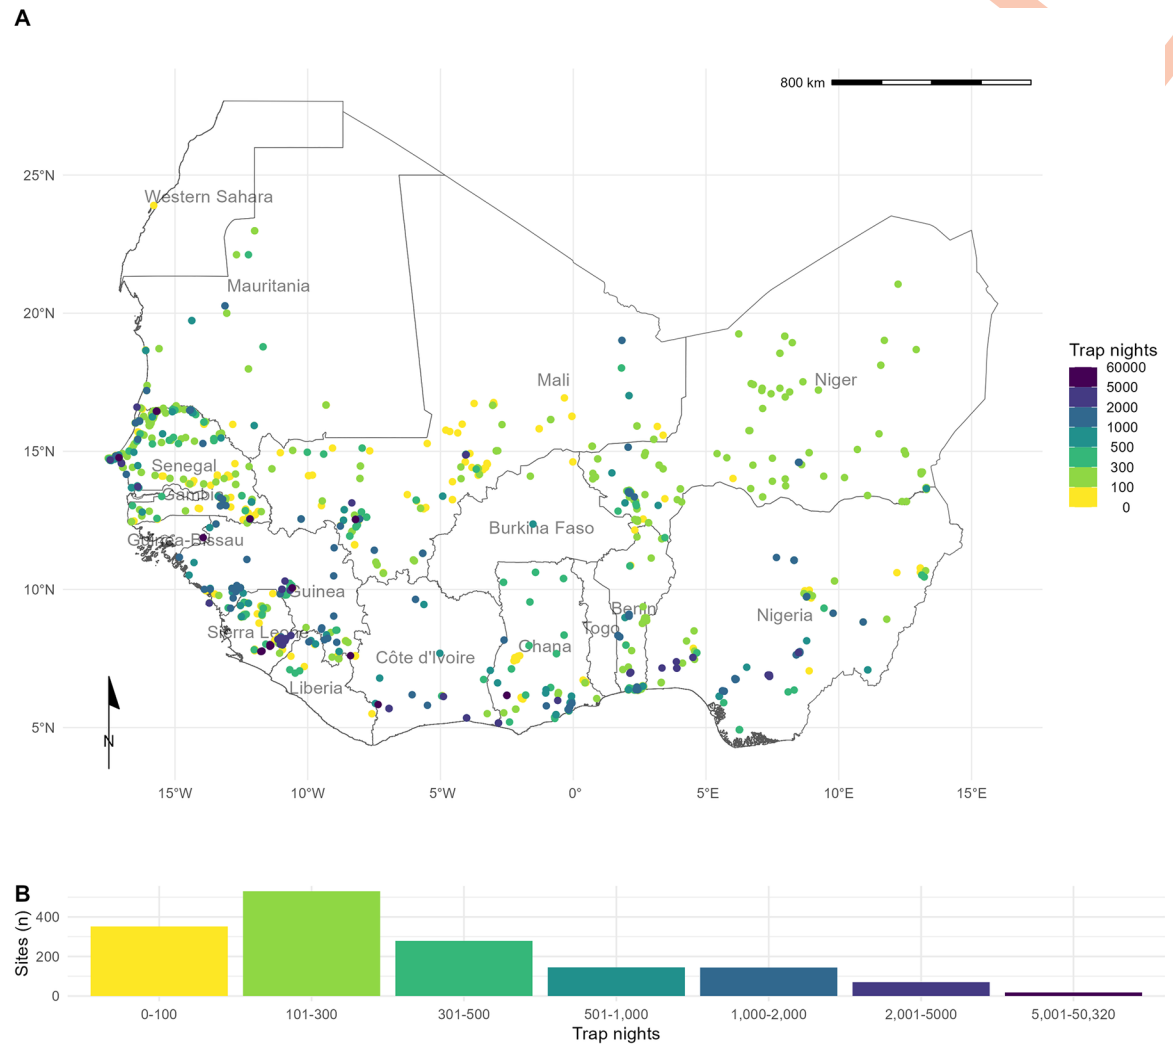 A
800 km
25°N
20°N
15°N
10°N
5°N
Western Sahara
Mauritania
Mali
Niger
Senegal
Gambia
Guinea-Bissau
Burkina Faso
Guinea
Sierra Leone
Liberia
Côte d'Ivoire
Ghana
Togo
Benin
Nigeria
N
15°W
10°W
5°W
0°
5°E
10°E
15°E
Trap nights
60000
5000
2000
1000
500
300
100
0
B
Sites (n)
400
200
0
0-100
101-300
301-500
501-1,000
1,000-2,000
2,001-5000
5,001-50,320
Trap nights